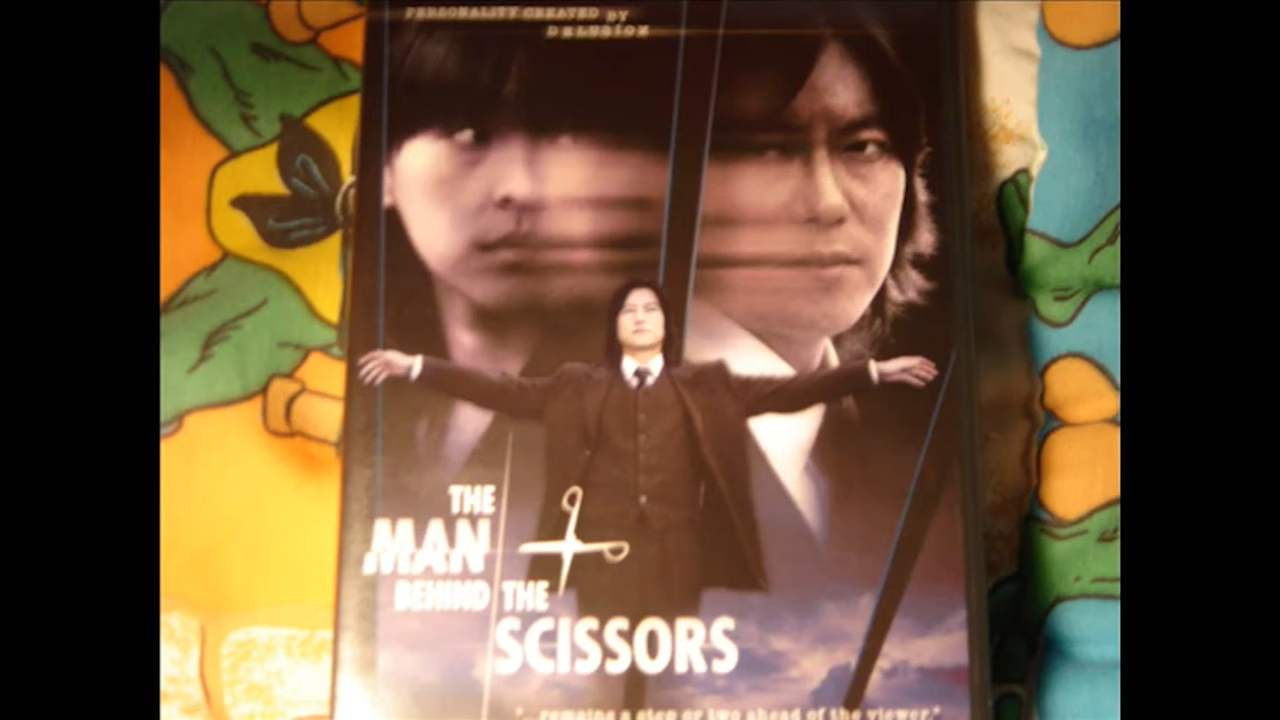 PERSONALITY CREATED BY
DELUSION
THE
MAN
BEHIND THE
SCISSORS
"...remains a step or two ahead of the viewer."